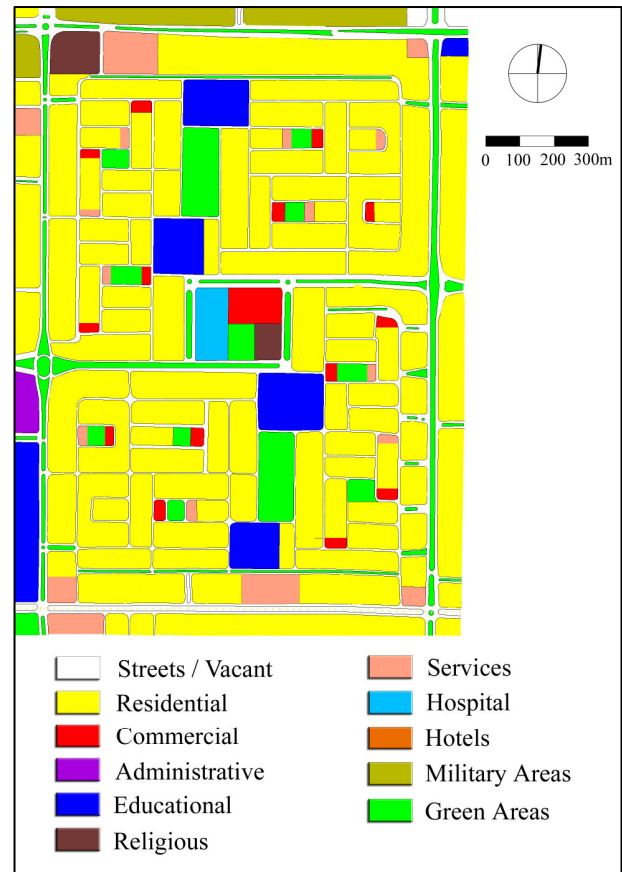 0 100 200 300m
Streets / Vacant
Residential
Commercial
Administrative
Educational
Religious
Services
Hospital
Hotels
Military Areas
Green Areas